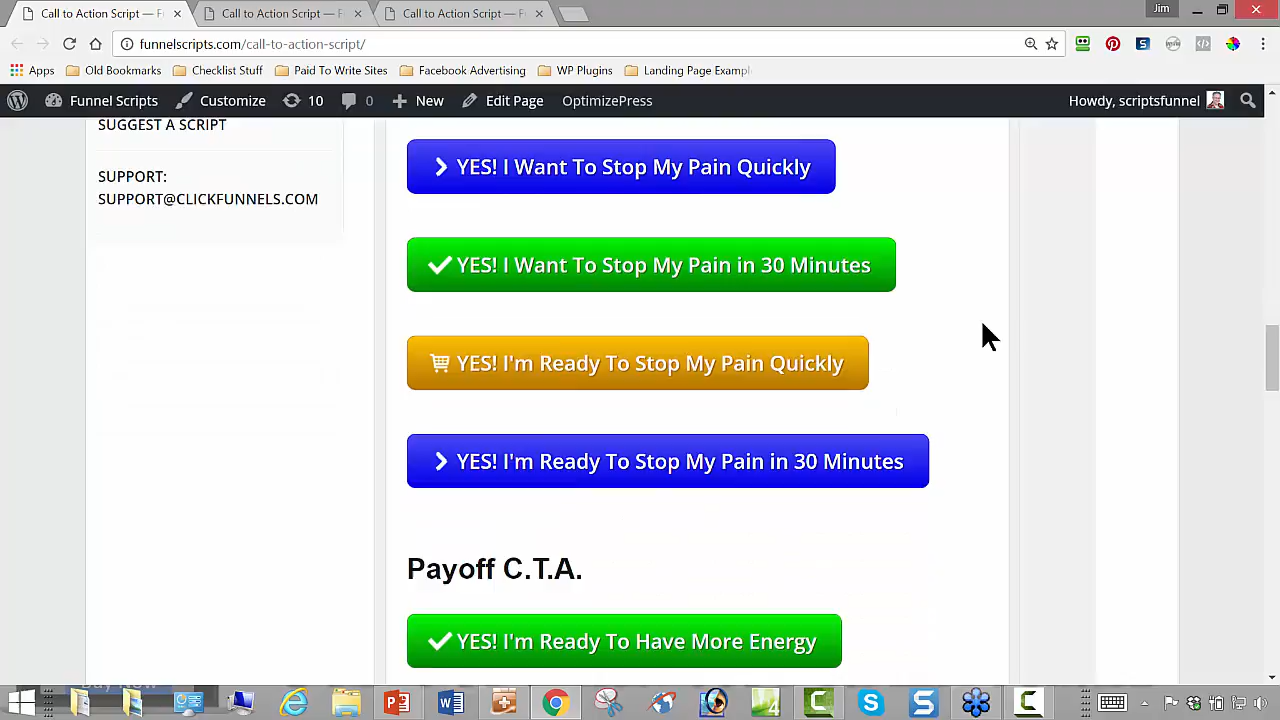 Call to Action Script — F
Call to Action Script — F
Call to Action Script — F
Jim
funnelscripts.com/call-to-action-script/
Apps
Old Bookmarks
Checklist Stuff
Paid To Write Sites
Facebook Advertising
WP Plugins
Landing Page Exampl
Funnel Scripts
Customize
10
0
New
Edit Page
OptimizePress
Howdy, scriptsfunnel
SUGGEST A SCRIPT
SUPPORT:
SUPPORT@CLICKFUNNELS.COM
YES! I Want To Stop My Pain Quickly
YES! I Want To Stop My Pain in 30 Minutes
YES! I'm Ready To Stop My Pain Quickly
YES! I'm Ready To Stop My Pain in 30 Minutes
Payoff C.T.A.
YES! I'm Ready To Have More Energy
Buy Now